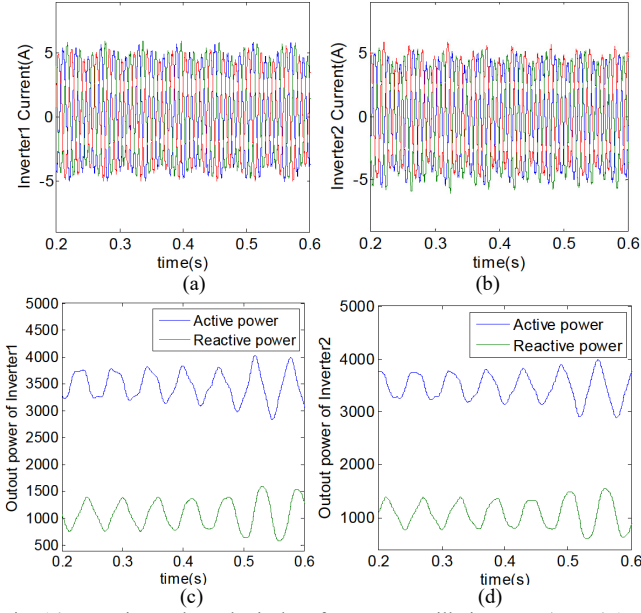 Inverter1 Current(A)
5
0
-5
0.2 0.3 0.4 0.5 0.6
time(s)
(a)
Inverter2 Current(A)
5
0
-5
0.2 0.3 0.4 0.5 0.6
time(s)
(b)
Outout power of Inverter1
5000
4500
4000
3500
3000
2500
2000
1500
1000
500
Active power
Reactive power
0.2 0.3 0.4 0.5 0.6
time(s)
(c)
Outout power of Inverter2
5000
4000
3000
2000
1000
Active power
Reactive power
0.2 0.3 0.4 0.5 0.6
time(s)
(d)